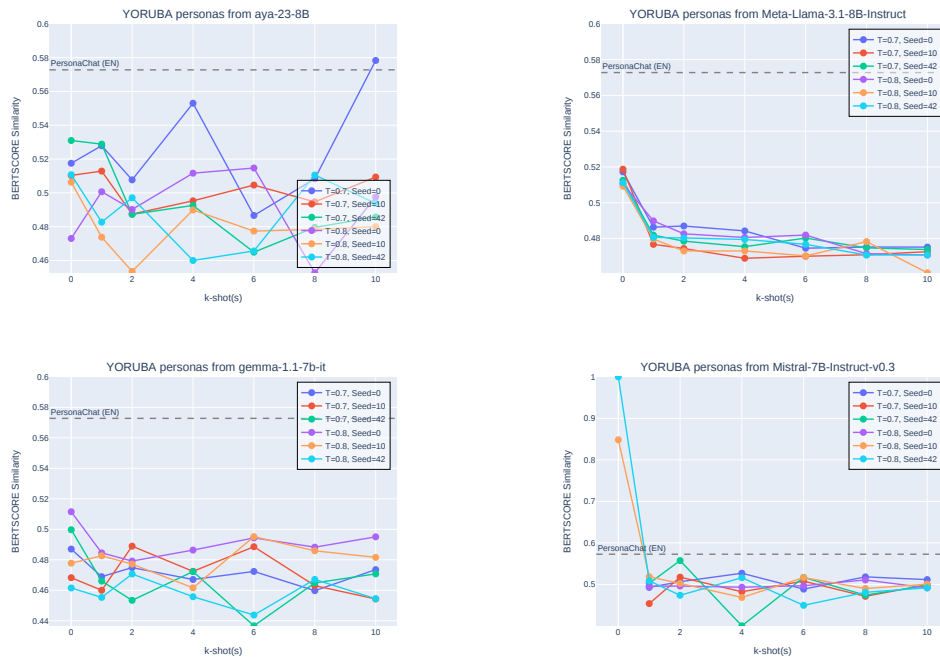 YORUBA personas from aya-23-8B
0.6
0.58
PersonaChat (EN)
0.56
0.54
0.52
0.5
0.48
0.46
BERTSCORE Similarity
0 2 4 6 8 10
k-shot(s)
T=0.7, Seed=0
T=0.7, Seed=10
T=0.7, Seed=42
T=0.8, Seed=0
T=0.8, Seed=10
T=0.8, Seed=42
YORUBA personas from Meta-Llama-3.1-8B-Instruct
0.6
0.58
PersonaChat (EN)
0.56
0.54
0.52
0.5
0.48
BERTSCORE Similarity
0 2 4 6 8 10
k-shot(s)
T=0.7, Seed=0
T=0.7, Seed=10
T=0.7, Seed=42
T=0.8, Seed=0
T=0.8, Seed=10
T=0.8, Seed=42
YORUBA personas from gemma-1.1-7b-it
0.6
0.58
PersonaChat (EN)
0.56
0.54
0.52
0.5
0.48
0.46
0.44
BERTSCORE Similarity
0 2 4 6 8 10
k-shot(s)
T=0.7, Seed=0
T=0.7, Seed=10
T=0.7, Seed=42
T=0.8, Seed=0
T=0.8, Seed=10
T=0.8, Seed=42
YORUBA personas from Mistral-7B-Instruct-v0.3
1
0.9
0.8
0.7
0.6
PersonaChat (EN)
0.5
BERTSCORE Similarity
0 2 4 6 8 10
k-shot(s)
T=0.7, Seed=0
T=0.7, Seed=10
T=0.7, Seed=42
T=0.8, Seed=0
T=0.8, Seed=10
T=0.8, Seed=42